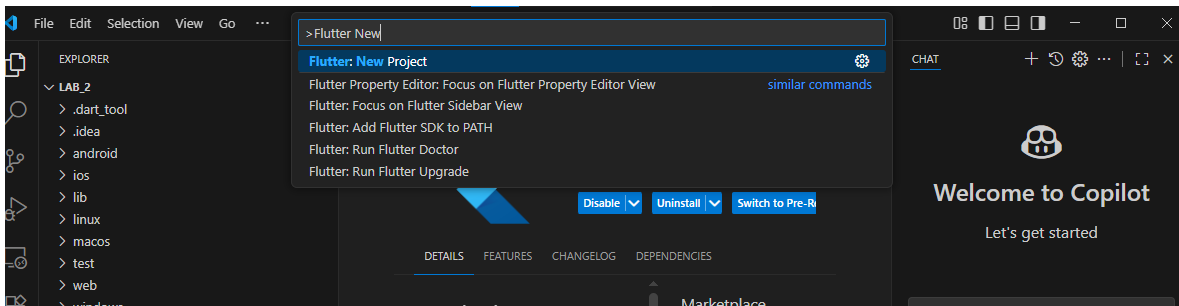 File Edit Selection View Go ···
>Flutter New
Flutter: New Project
Flutter Property Editor: Focus on Flutter Property Editor View similar commands
Flutter: Focus on Flutter Sidebar View
Flutter: Add Flutter SDK to PATH
Flutter: Run Flutter Doctor
Flutter: Run Flutter Upgrade
EXPLORER
LAB_2
.dart_tool
.idea
android
ios
lib
linux
macos
test
web
windows
Disable Uninstall Switch to Pre-Re
DETAILS FEATURES CHANGELOG DEPENDENCIES
Marketplace
CHAT
Welcome to Copilot
Let's get started